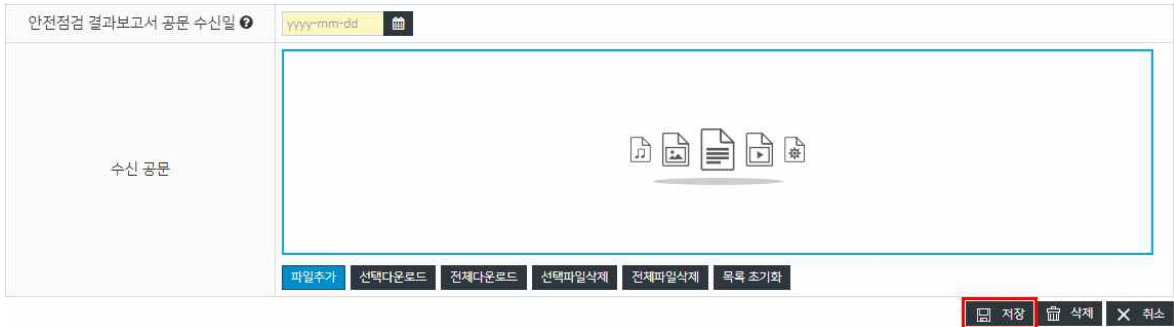 안전점검 결과보고서 공문 수신일 ?
yyyy-mm-dd
수신 공문
파일추가 선택다운로드 전체다운로드 선택파일삭제 전체파일삭제 목록 초기화
저장 삭제 취소